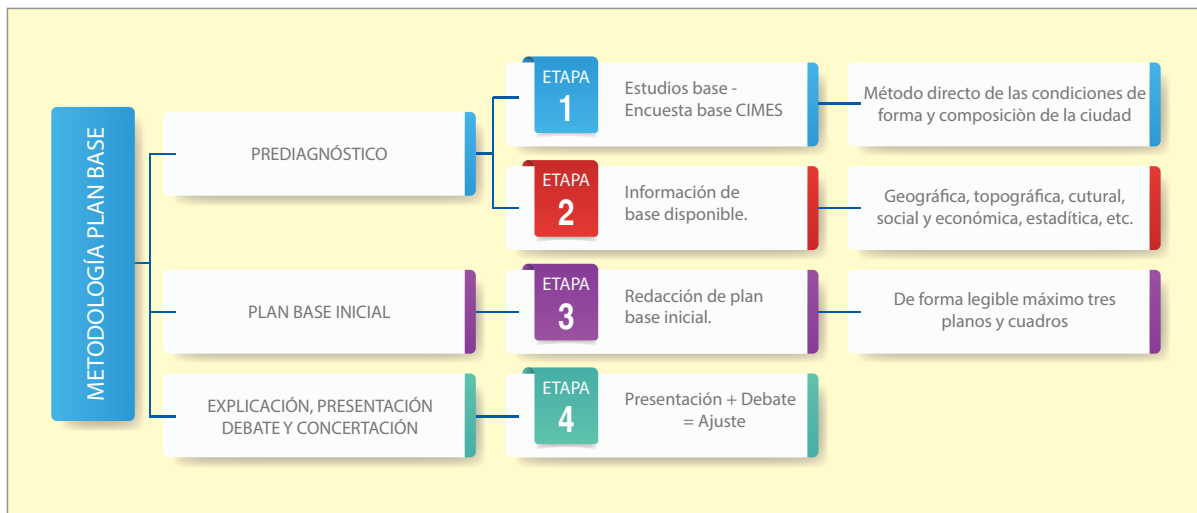 METODOLOGÍA PLAN BASE
PREDIAGNÓSTICO
ETAPA
1
Estudios base -
Encuesta base CIMES
Método directo de las condiciones de
forma y composiciòn de la ciudad
ETAPA
2
Información de
base disponible.
Geográfica, topográfica, cutural,
social y económica, estadítica, etc.
PLAN BASE INICIAL
ETAPA
3
Redacción de plan
base inicial.
De forma legible máximo tres
planos y cuadros
EXPLICACIÓN, PRESENTACIÓN
DEBATE Y CONCERTACIÓN
ETAPA
4
Presentación + Debate
= Ajuste